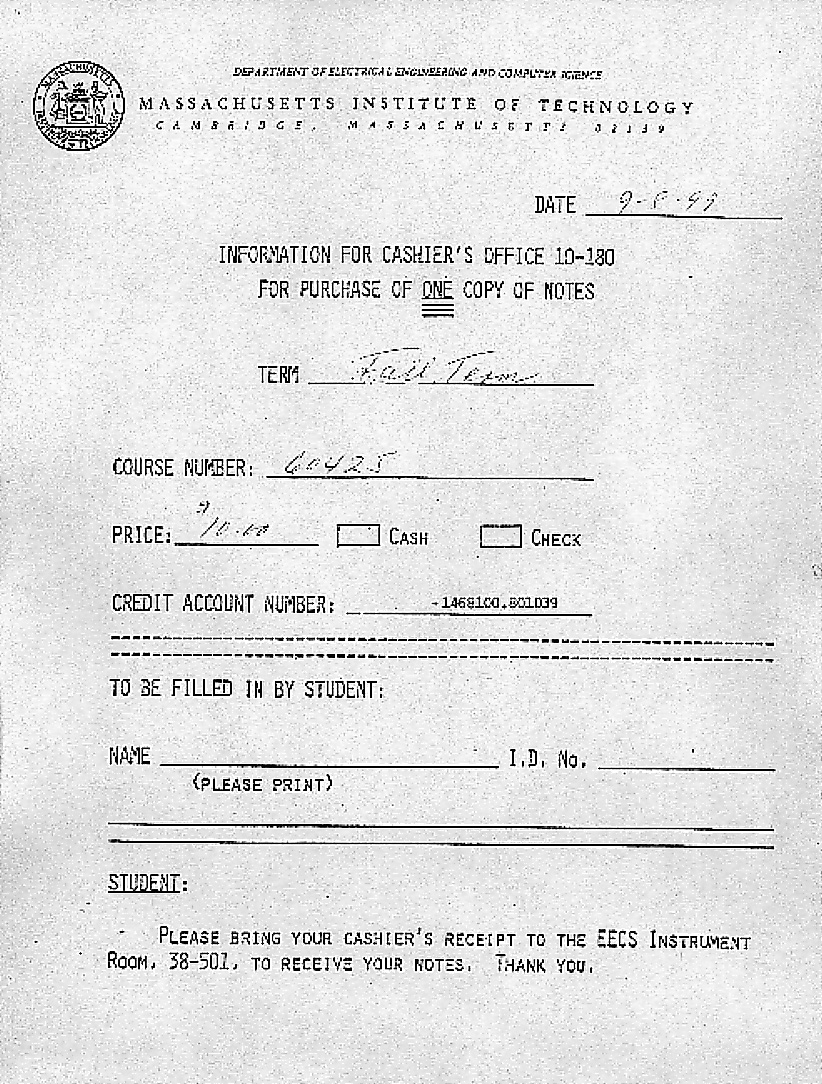 DEPARTMENT OF ELECTRICAL ENGINEERING AND COMPUTER SCIENCE
MASSACHUSETTS INSTITUTE OF TECHNOLOGY
CAMBRIDGE, MASSACHUSETTS 02139
DATE 9-8-99
INFORMATION FOR CASHIER'S OFFICE 10-180
FOR PURCHASE OF ONE COPY OF NOTES
TERM Fall Term
COURSE NUMBER: 6042S
PRICE: $10.00 CASH CHECK
CREDIT ACCOUNT NUMBER: -1468100.801039
TO BE FILLED IN BY STUDENT:
NAME I.D. No.
(PLEASE PRINT)
STUDENT:
PLEASE BRING YOUR CASHIER'S RECEIPT TO THE EECS INSTRUMENT
ROOM, 38-501, TO RECEIVE YOUR NOTES. THANK YOU.